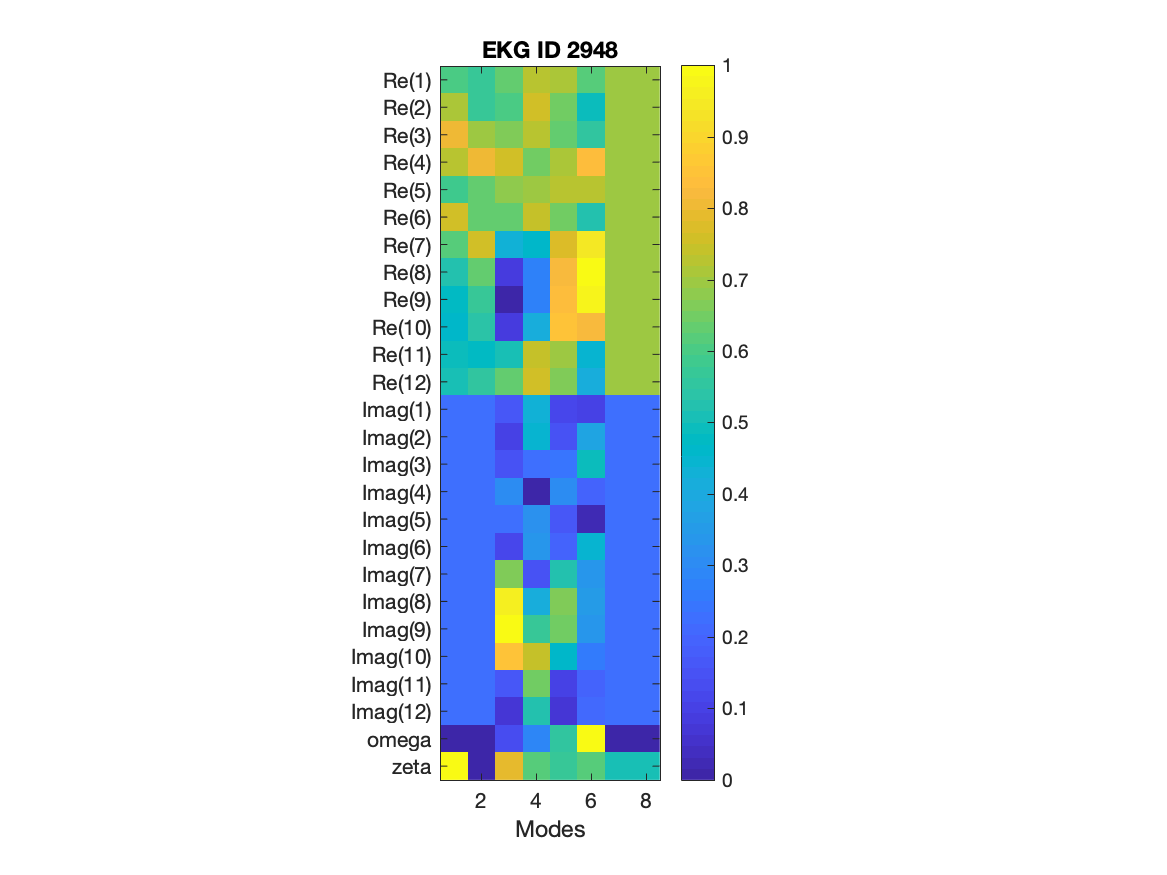 EKG ID 2948
Re(1)
Re(2)
Re(3)
Re(4)
Re(5)
Re(6)
Re(7)
Re(8)
Re(9)
Re(10)
Re(11)
Re(12)
Imag(1)
Imag(2)
Imag(3)
Imag(4)
Imag(5)
Imag(6)
Imag(7)
Imag(8)
Imag(9)
Imag(10)
Imag(11)
Imag(12)
omega
zeta
2 4 6 8
Modes
1
0.9
0.8
0.7
0.6
0.5
0.4
0.3
0.2
0.1
0